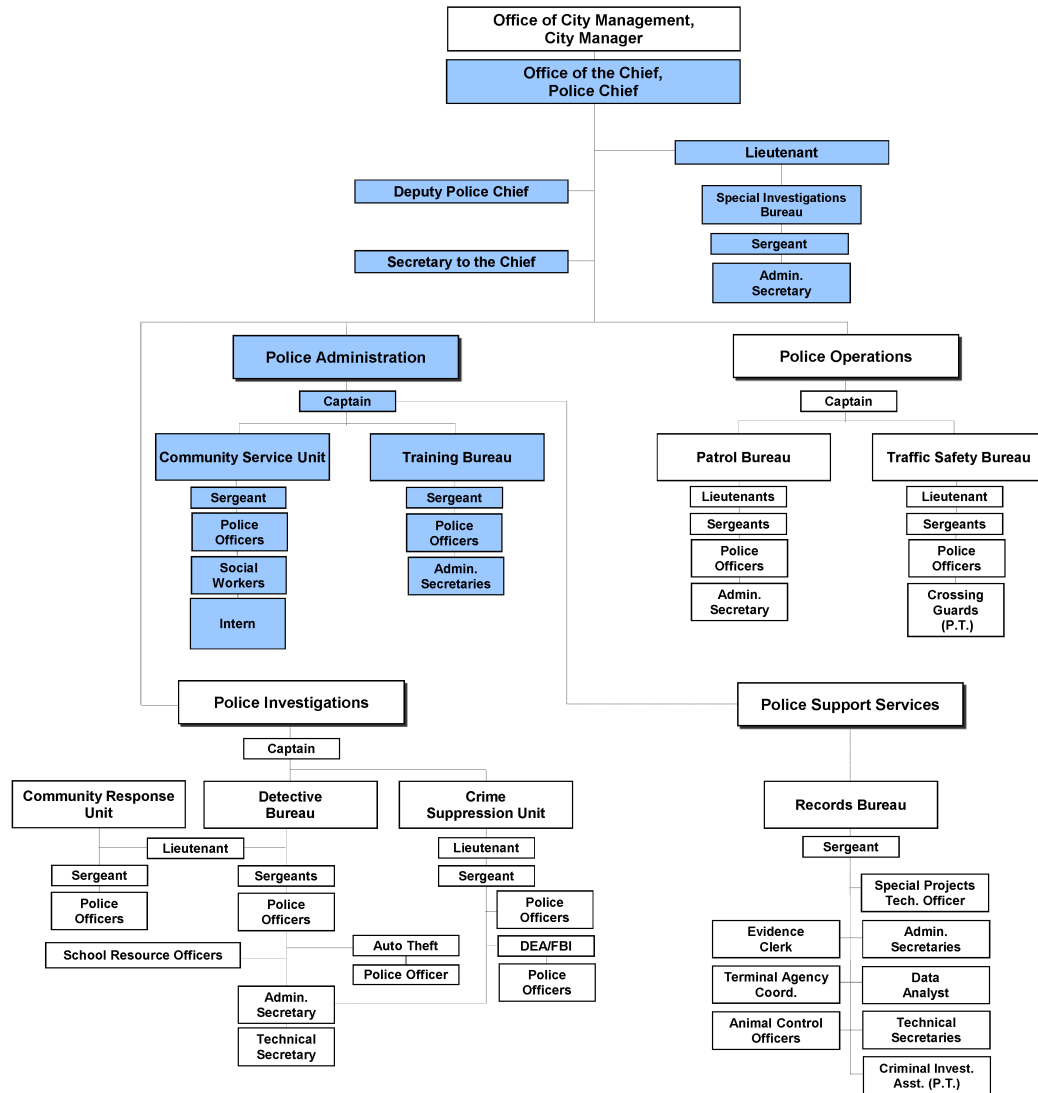 Office of City Management,
City Manager
Office of the Chief,
Police Chief
Lieutenant
Deputy Police Chief
Special Investigations
Bureau
Sergeant
Secretary to the Chief
Admin.
Secretary
Police Administration
Police Operations
Captain
Captain
Community Service Unit
Training Bureau
Patrol Bureau
Traffic Safety Bureau
Sergeant
Police
Officers
Social
Workers
Intern
Sergeant
Police
Officers
Admin.
Secretaries
Lieutenants
Sergeants
Police
Officers
Admin.
Secretary
Lieutenant
Sergeants
Police
Officers
Crossing
Guards
(P.T.)
Police Investigations
Police Support Services
Captain
Community Response
Unit
Detective
Bureau
Crime
Suppression Unit
Records Bureau
Lieutenant
Lieutenant
Sergeant
Sergeant
Police
Officers
Sergeants
Police
Officers
Sergeant
Police
Officers
School Resource Officers
Auto Theft
Police Officer
DEA/FBI
Police
Officers
Admin.
Secretary
Technical
Secretary
Special Projects
Tech. Officer
Evidence
Clerk
Admin.
Secretaries
Terminal Agency
Coord.
Data
Analyst
Animal Control
Officers
Technical
Secretaries
Criminal Invest.
Asst. (P.T.)